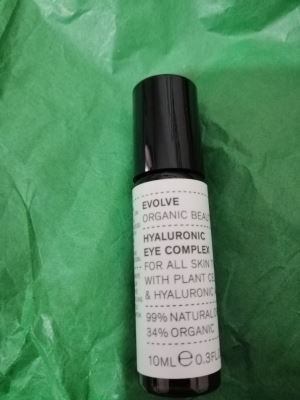 EVOLVE
ORGANIC BEAU
HYALURONIC
EYE COMPLEX
FOR ALL SKIN T
WITH PLANT CE
& HYALURONIC
99% NATURAL O
34% ORGANIC
10ML e 0.3FL